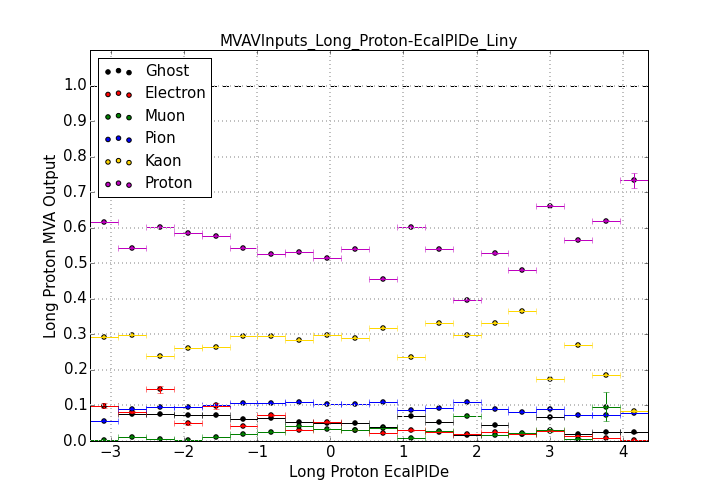 MVAVInputs_Long_Proton-EcalPIDe_Liny
Long Proton MVA Output
1.0
0.9
0.8
0.7
0.6
0.5
0.4
0.3
0.2
0.1
0.0
Ghost
Electron
Muon
Pion
Kaon
Proton
−3 −2 −1 0 1 2 3 4
Long Proton EcalPIDe